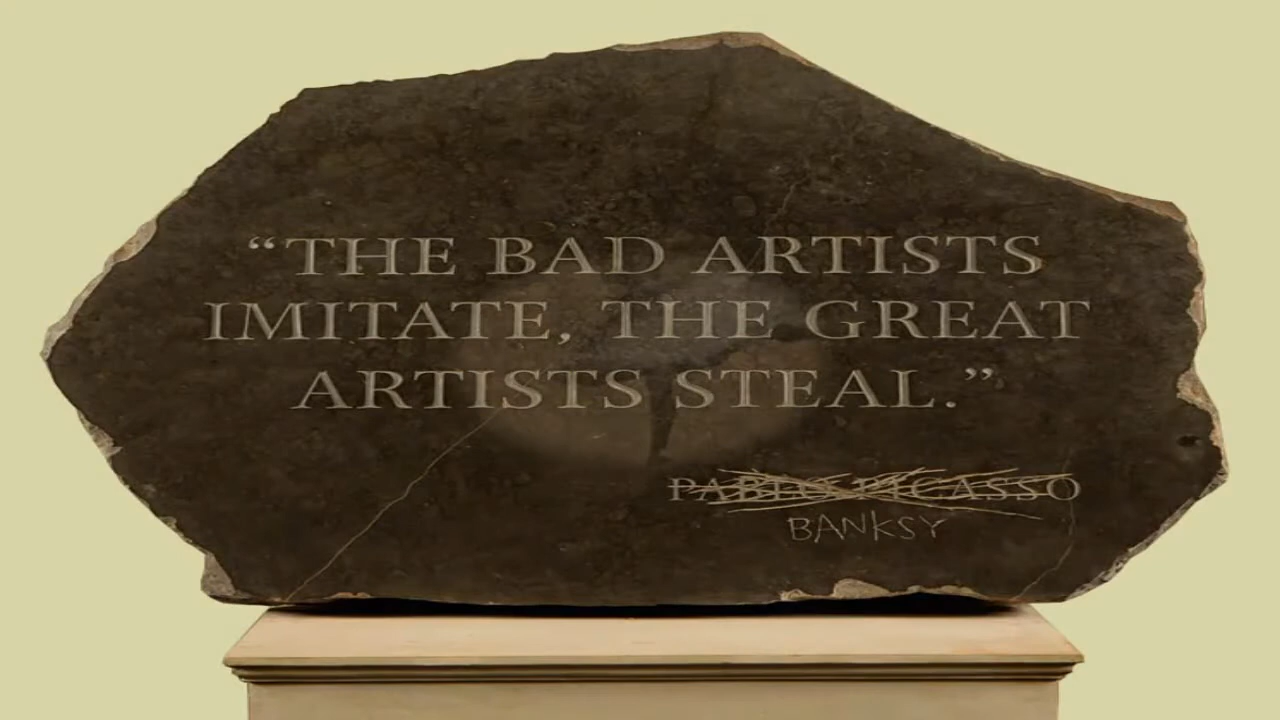 “THE BAD ARTISTS
IMITATE, THE GREAT
ARTISTS STEAL.”
PABLO PICASSO
BANKSY